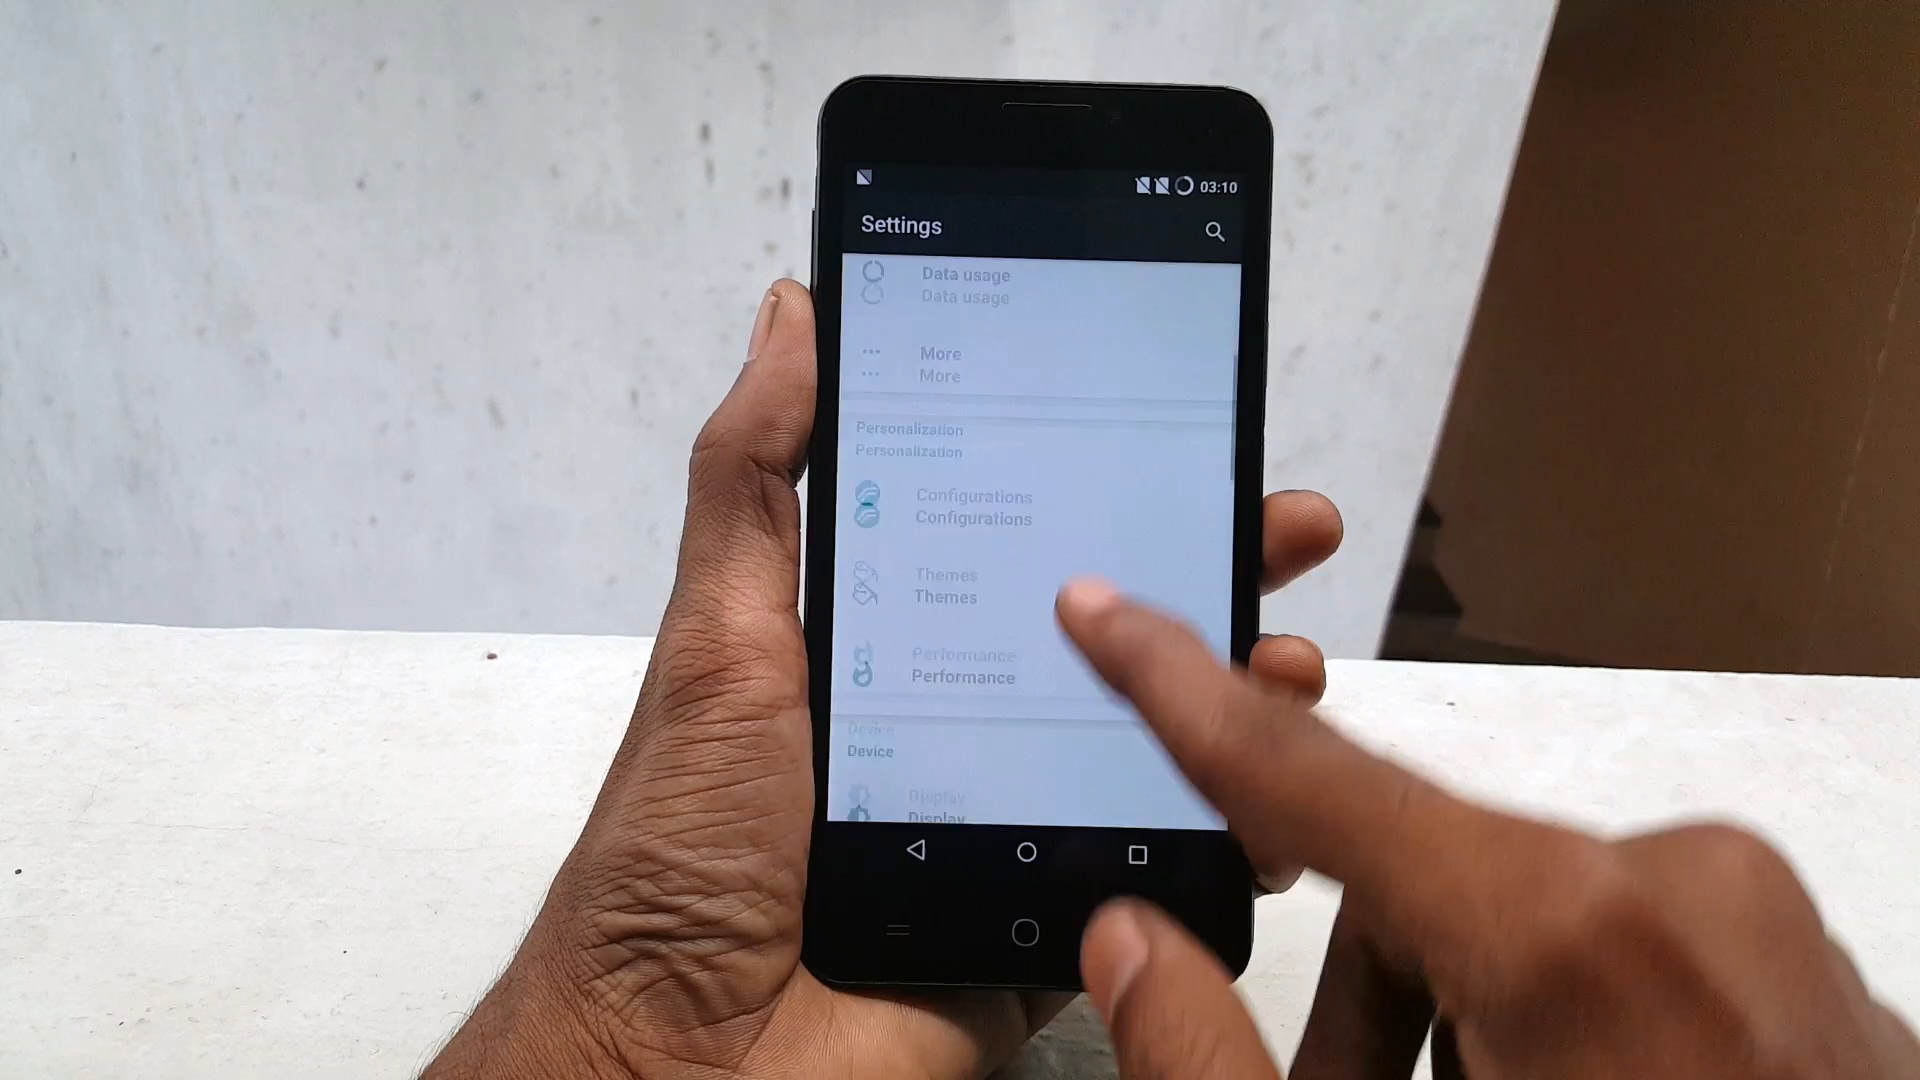 03:10
Settings
Data usage
Data usage
More
More
Personalization
Personalization
Configurations
Configurations
Themes
Themes
Performance
Performance
Device
Device
Display
Display